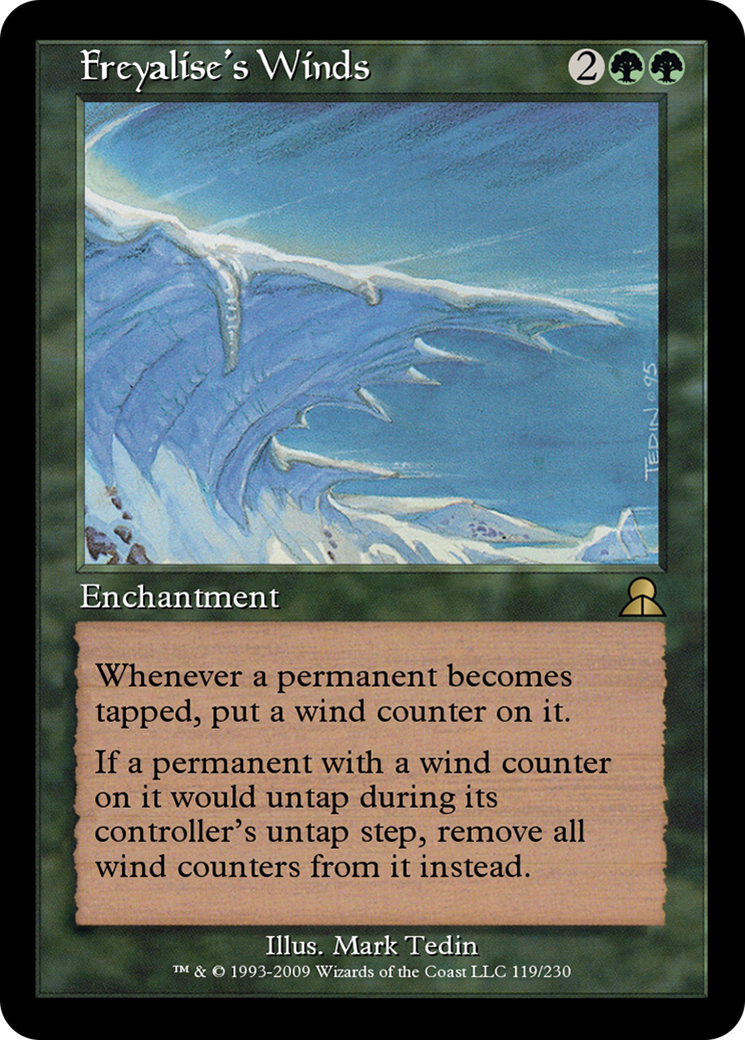 Freyalise's Winds 2
TEDIN © 95
Enchantment
Whenever a permanent becomes
tapped, put a wind counter on it.
If a permanent with a wind counter
on it would untap during its
controller's untap step, remove all
wind counters from it instead.
Illus. Mark Tedin
™ & © 1993-2009 Wizards of the Coast LLC 119/230